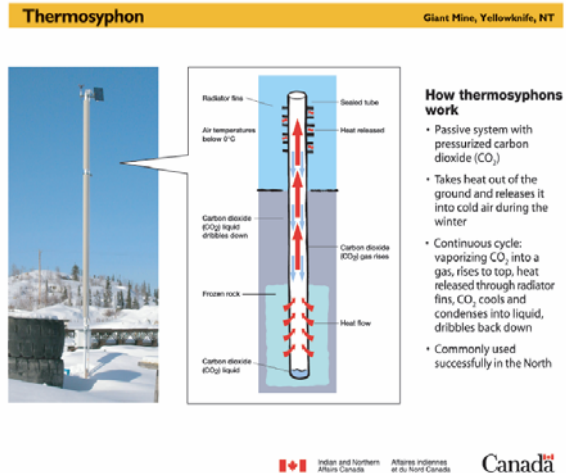 Thermosyphon
Giant Mine, Yellowknife, NT
Radiator fins
Sealed tube
Air temperatures
below 0°C
Heat released
Carbon dioxide
(CO₂) liquid
dribbles down
Carbon dioxide
(CO₂) gas rises
Frozen rock
Heat flow
Carbon dioxide
(CO₂) liquid
How thermosyphons
work
• Passive system with
pressurized carbon
dioxide (CO₂)
• Takes heat out of the
ground and releases it
into cold air during the
winter
• Continuous cycle:
vaporizing CO₂ into a
gas, rises to top, heat
released through radiator
fins, CO₂ cools and
condenses into liquid,
dribbles back down
• Commonly used
successfully in the North
Indian and Northern
Affairs Canada
Affaires indiennes
et du Nord Canada
Canada